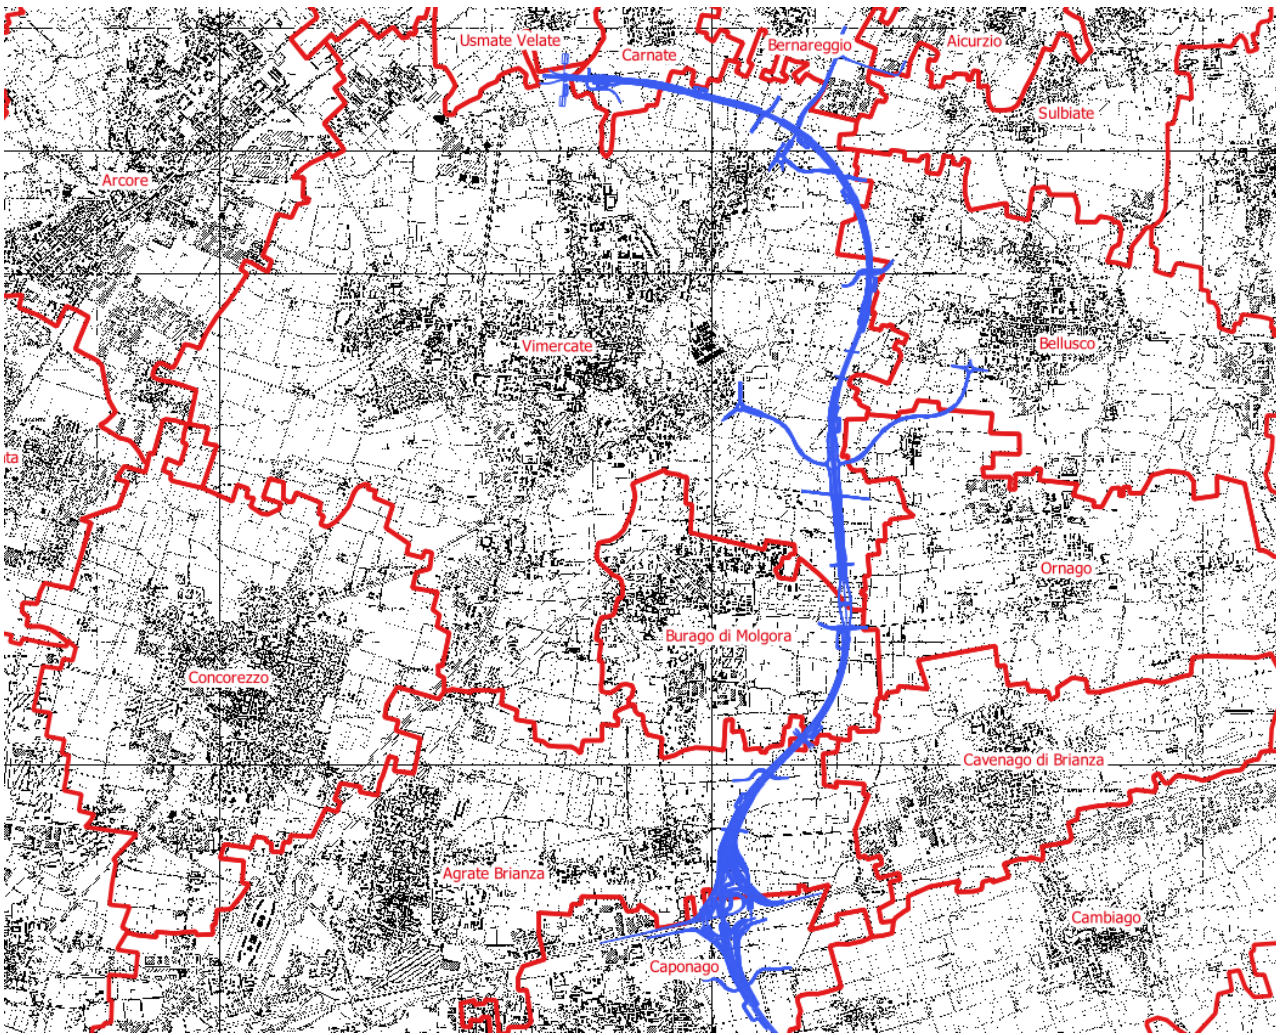 Usmate Velate
Carnate
Bernareggio
Aicurzio
Sulbiate
Arcore
Vimercate
Bellusco
ta
Ornago
Burago di Molgora
Concorezzo
Cavenago di Brianza
Agrate Brianza
Cambiago
Caponago